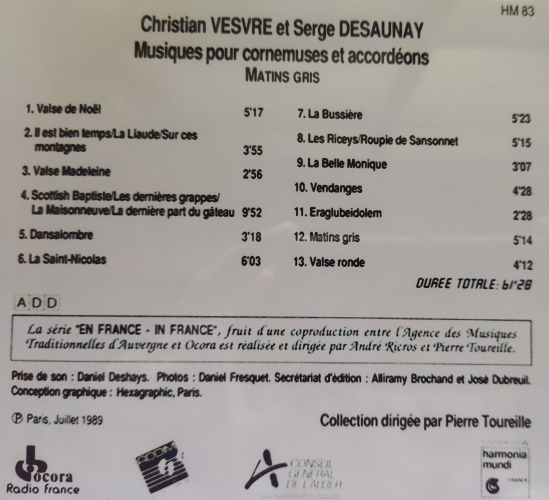 HM 83
Christian VESVRE et Serge DESAUNAY
Musiques pour cornemuses et accordéons
MATINS GRIS
1. Valse de Noël 5'17
2. Il est bien temps/La Liaude/Sur ces
montagnes 3'55
3. Valse Madeleine 2'56
4. Scottish Baptiste/Les dernières grappes/
La Maisonneuve/La dernière part du gâteau 9'52
5. Dansalombre 3'18
6. La Saint-Nicolas 6'03
7. La Bussière 5'23
8. Les Riceys/Roupie de Sansonnet 5'15
9. La Belle Monique 3'07
10. Vendanges 4'28
11. Eraglubeidolem 2'28
12. Matins gris 5'14
13. Valse ronde 4'12
DUREE TOTALE: 61'28
ADD
La série "EN FRANCE - IN FRANCE", fruit d'une coproduction entre l'Agence des Musiques
Traditionnelles d'Auvergne et Ocora est réalisée et dirigée par André Ricros et Pierre Toureille.
Prise de son : Daniel Deshays. Photos : Daniel Fresquet. Secrétariat d'édition : Alliramy Brochand et José Dubreuil.
Conception graphique : Hexagraphic, Paris.
℗ Paris, Juillet 1989
Collection dirigée par Pierre Toureille
ocora
Radio france
CONSEIL
GENERAL
DE L'ALLIER
harmonia
mundi
FRANCE